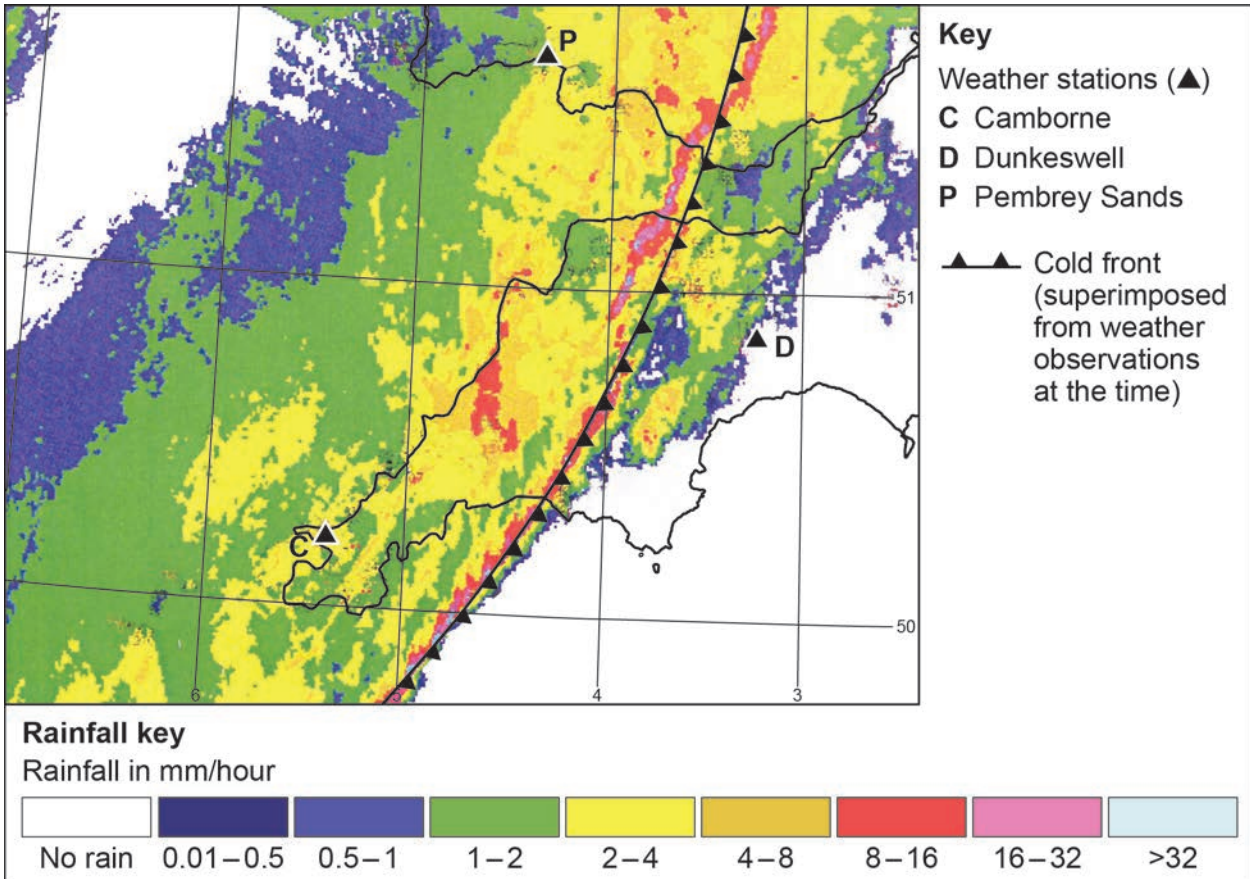 P
Key
Weather stations (▲)
C Camborne
D Dunkeswell
P Pembrey Sands
Cold front
(superimposed
from weather
observations
at the time)
51
D
C
50
6
5
4
3
Rainfall key
Rainfall in mm/hour
No rain
0.01–0.5
0.5–1
1–2
2–4
4–8
8–16
16–32
>32